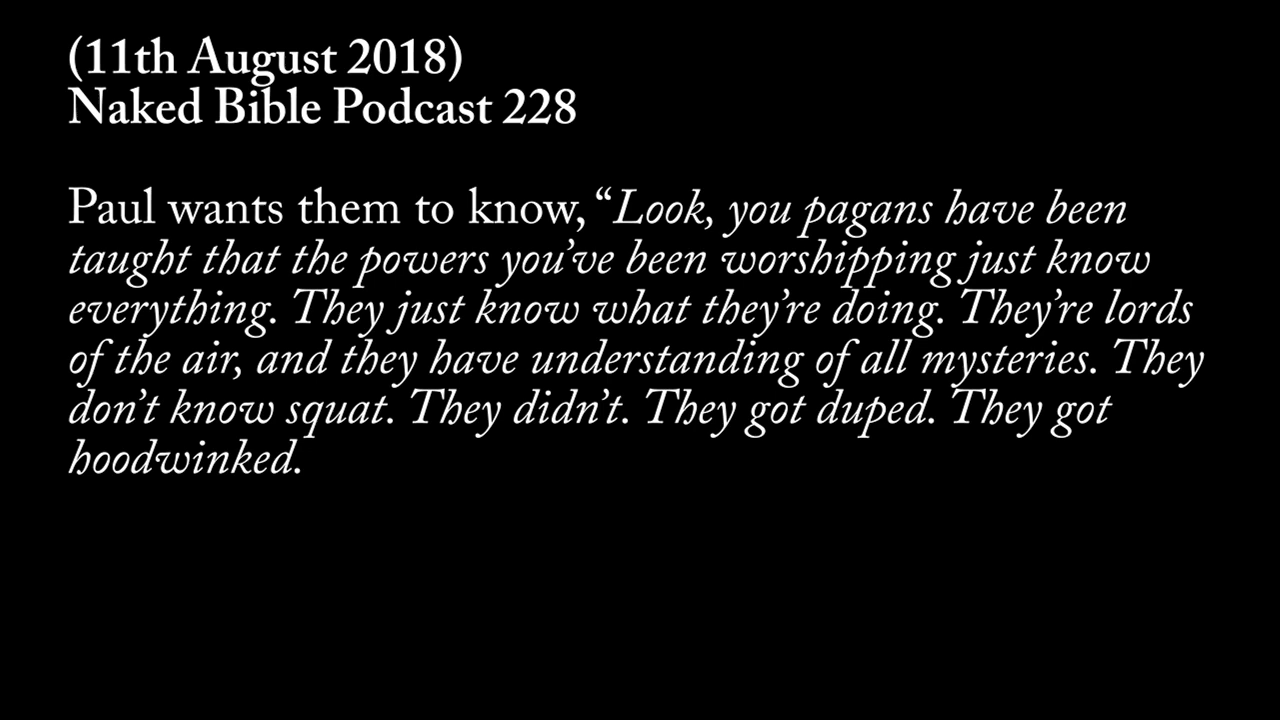 (11th August 2018)
Naked Bible Podcast 228
Paul wants them to know, “Look, you pagans have been
taught that the powers you’ve been worshipping just know
everything. They just know what they’re doing. They’re lords
of the air, and they have understanding of all mysteries. They
don’t know squat. They didn’t. They got duped. They got
hoodwinked.